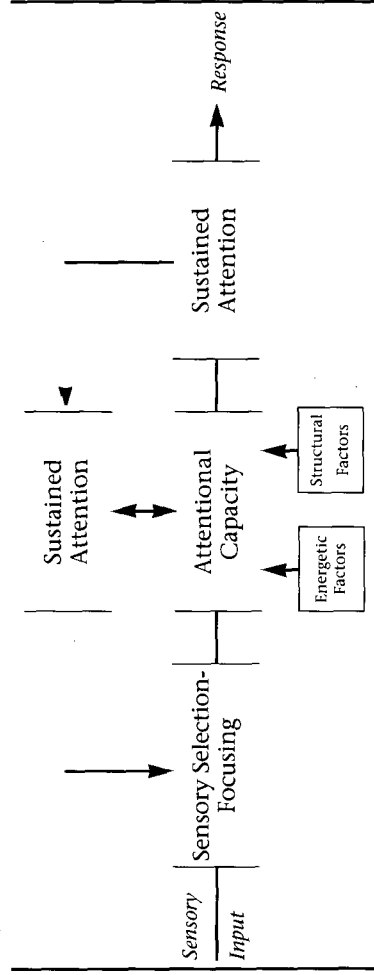 Sustained
Attention
Sensory
Input
Sensory Selection-
Focusing
Attentional
Capacity
Sustained
Attention
Response
Energetic
Factors
Structural
Factors